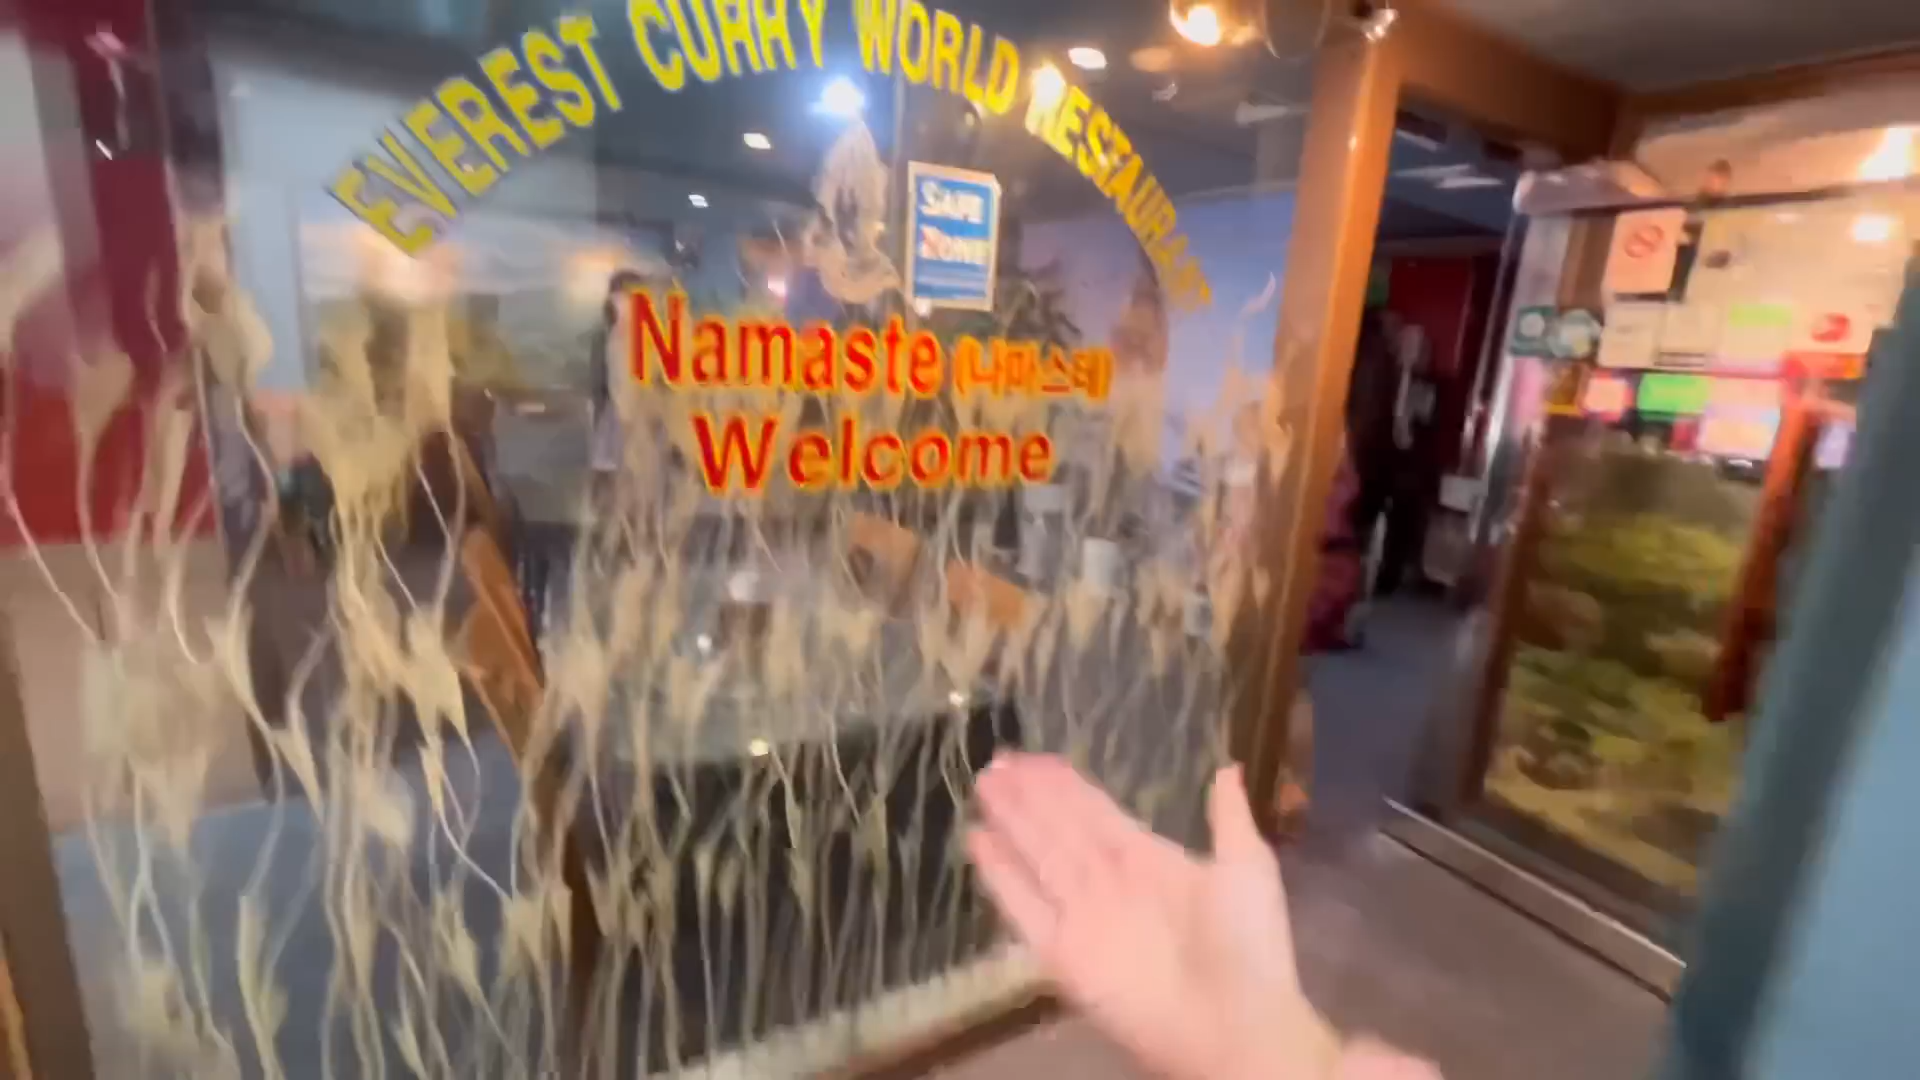 EVEREST CURRY WORLD RESTAURANT
SAFE
ZONE
Namaste (나마스테)
Welcome